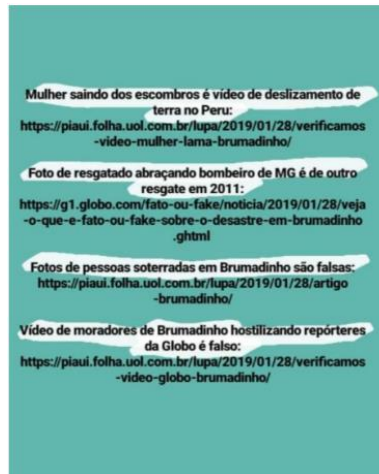 Mulher saindo dos escombros é vídeo de deslizamento de
terra no Peru:
https://piaui.folha.uol.com.br/lupa/2019/01/28/verificamos
-video-mulher-lama-brumadinho/
Foto de resgatado abraçando bombeiro de MG é de outro
resgate em 2011:
https://g1.globo.com/fato-ou-fake/noticia/2019/01/28/veja
-o-que-e-fato-ou-fake-sobre-o-desastre-em-brumadinho
.ghtml
Fotos de pessoas soterradas em Brumadinho são falsas:
https://piaui.folha.uol.com.br/lupa/2019/01/28/artigo
-brumadinho/
Vídeo de moradores de Brumadinho hostilizando repórteres
da Globo é falso:
https://piaui.folha.uol.com.br/lupa/2019/01/28/verificamos
-video-globo-brumadinho/